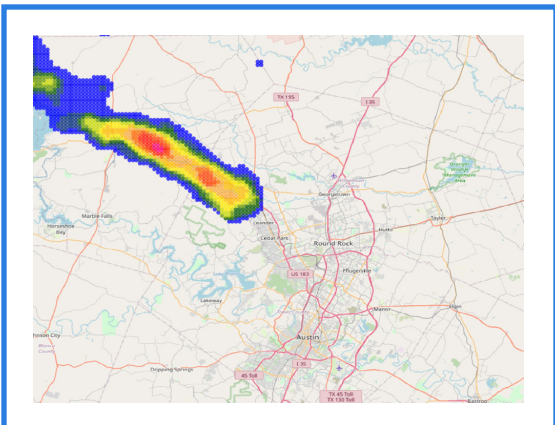 TX 195
I 35
Georgetown
Marble Falls
Horseshoe
Bay
Leander
Cedar Park
Round Rock
Hutto
Taylor
US 183
Pflugerville
Lakeway
Manor
Elgin
Austin
Dripping Springs
I 35
45 Toll
TX 45 Toll
TX 130 Toll
Bastrop